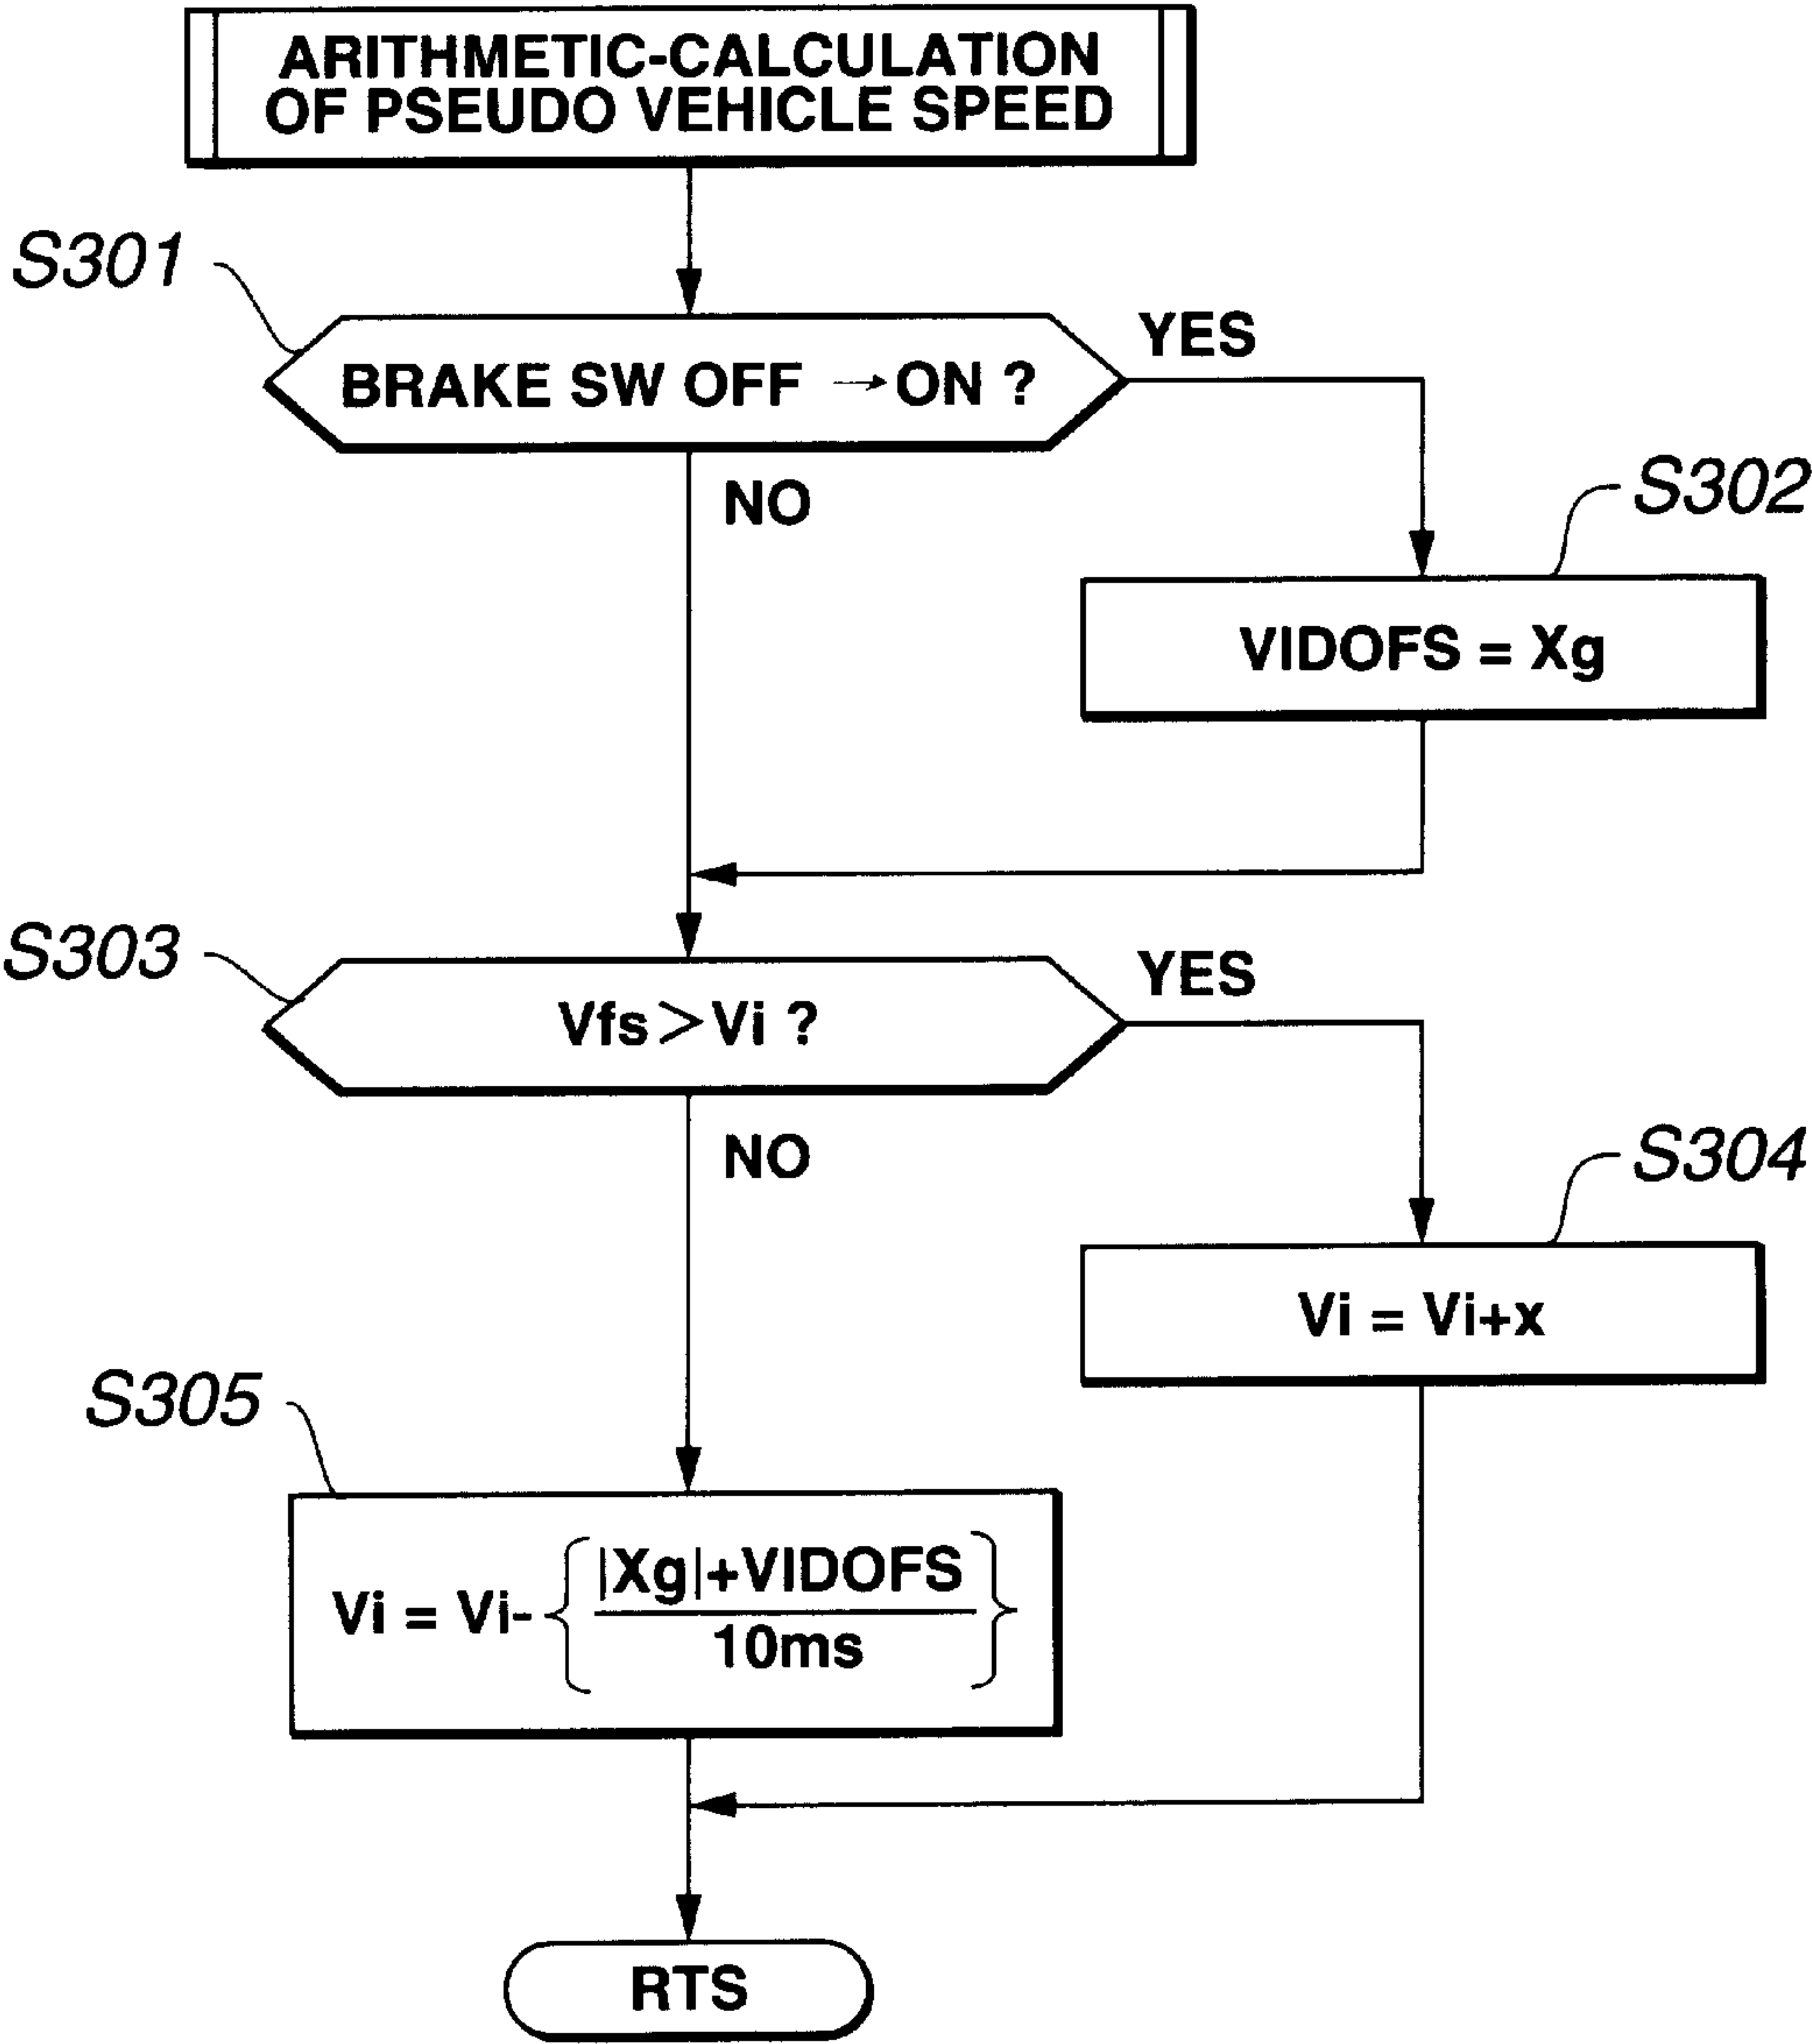 ARITHMETIC-CALCULATION
OF PSEUDO VEHICLE SPEED
S301
BRAKE SW OFF → ON ?
YES
NO
S302
VIDOFS = Xg
S303
Vfs > Vi ?
YES
NO
S304
Vi = Vi+x
S305
Vi = Vi- { |Xg|+VIDOFS
10ms }
RTS